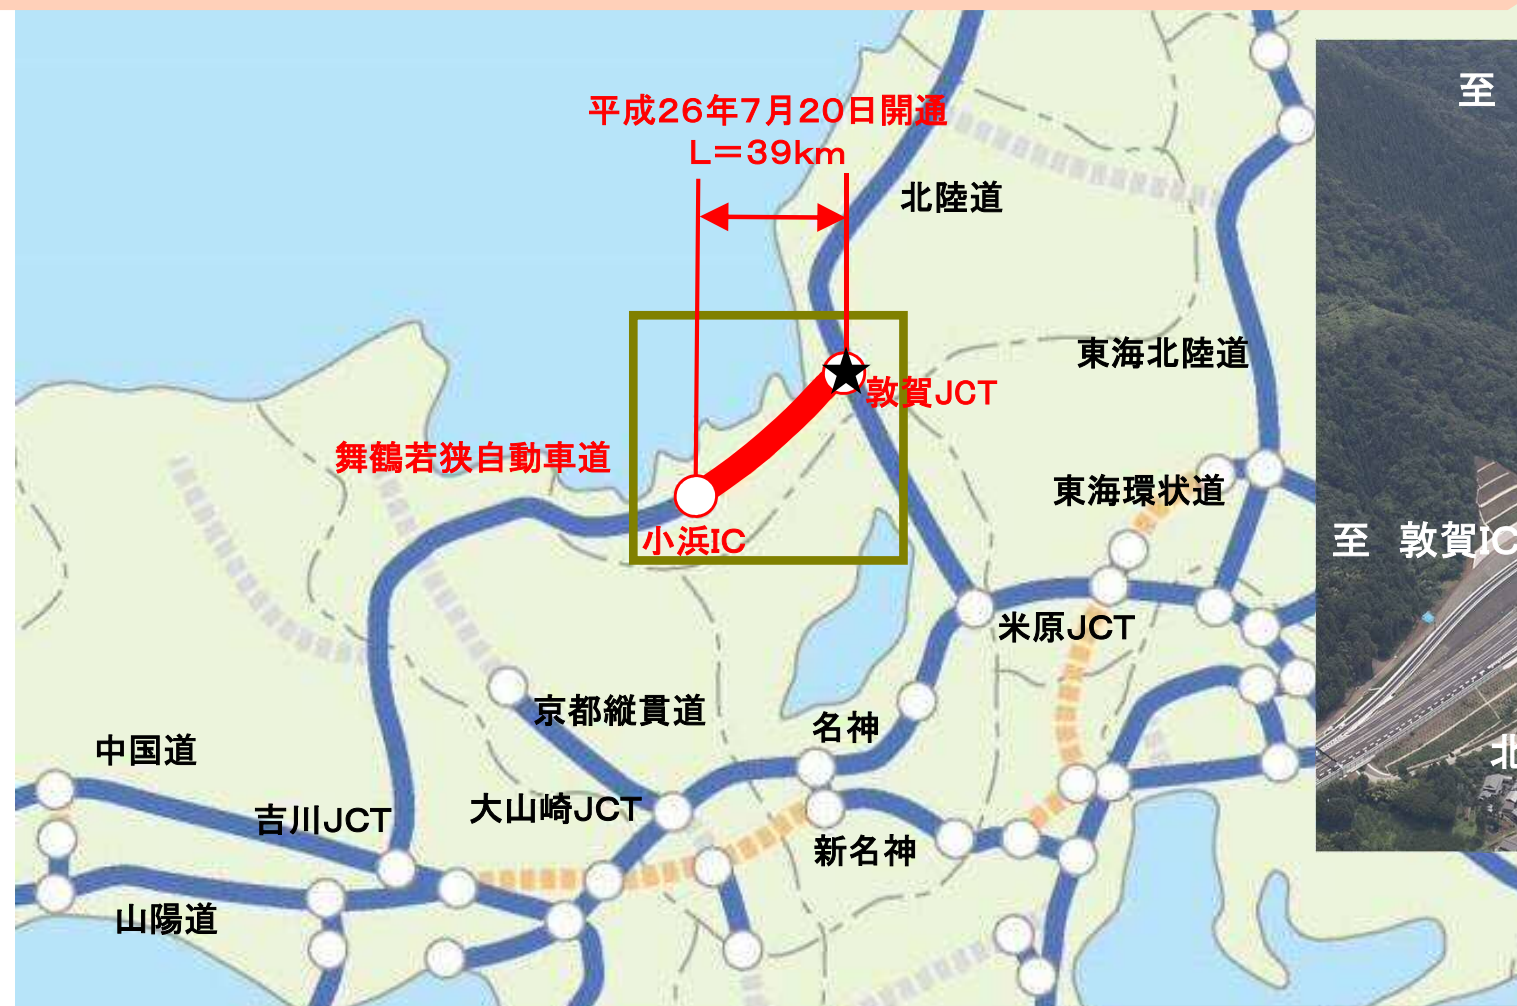 平成26年7月20日開通
L=39km
北陸道
東海北陸道
敦賀JCT
舞鶴若狭自動車道
東海環状道
小浜IC
米原JCT
京都縦貫道
名神
中国道
大山崎JCT
吉川JCT
新名神
山陽道
至
至 敦賀IC
北